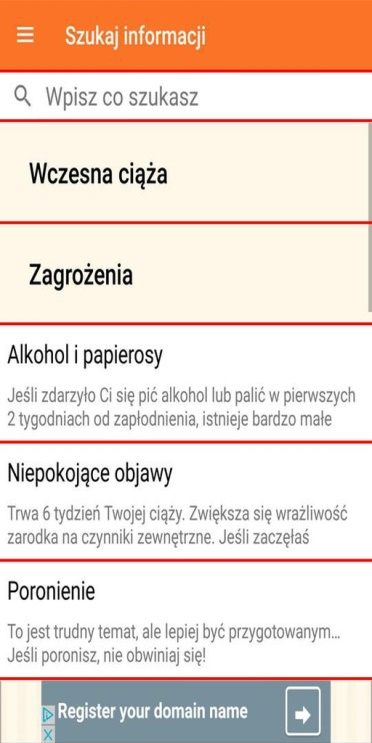 Szukaj informacji
Wpisz co szukasz
Wczesna ciąża
Zagrożenia
Alkohol i papierosy
Jeśli zdarzyło Ci się pić alkohol lub palić w pierwszych
2 tygodniach od zapłodnienia, istnieje bardzo małe
Niepokojące objawy
Trwa 6 tydzień Twojej ciąży. Zwiększa się wrażliwość
zarodka na czynniki zewnętrzne. Jeśli zaczęłaś
Poronienie
To jest trudny temat, ale lepiej być przygotowanym...
Jeśli poronisz, nie obwiniaj się!
Register your domain name